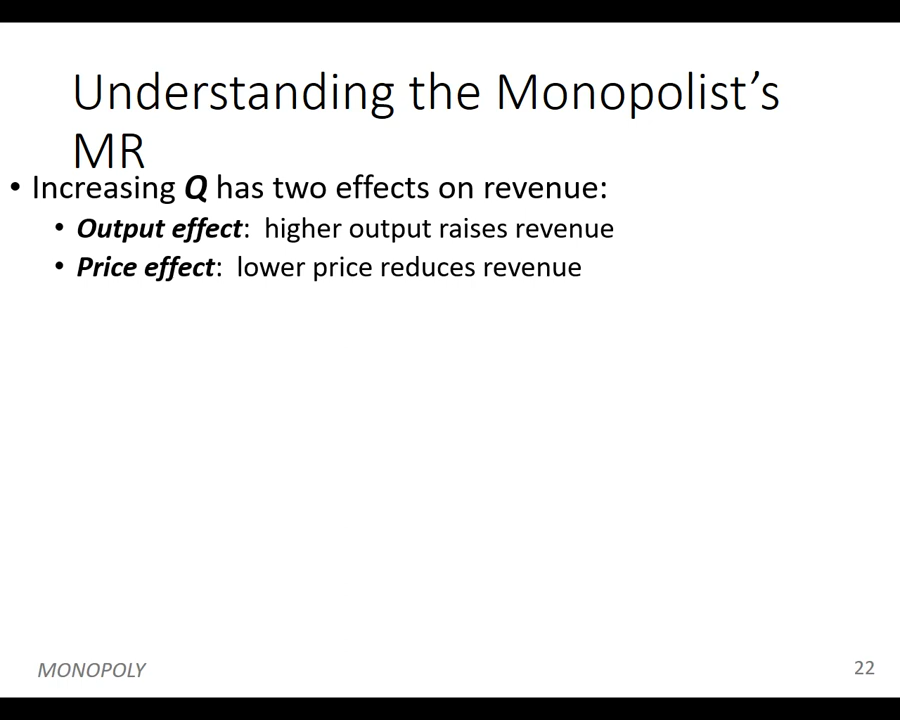 Understanding the Monopolist’s
MR
• Increasing Q has two effects on revenue:
• Output effect: higher output raises revenue
• Price effect: lower price reduces revenue
MONOPOLY
22